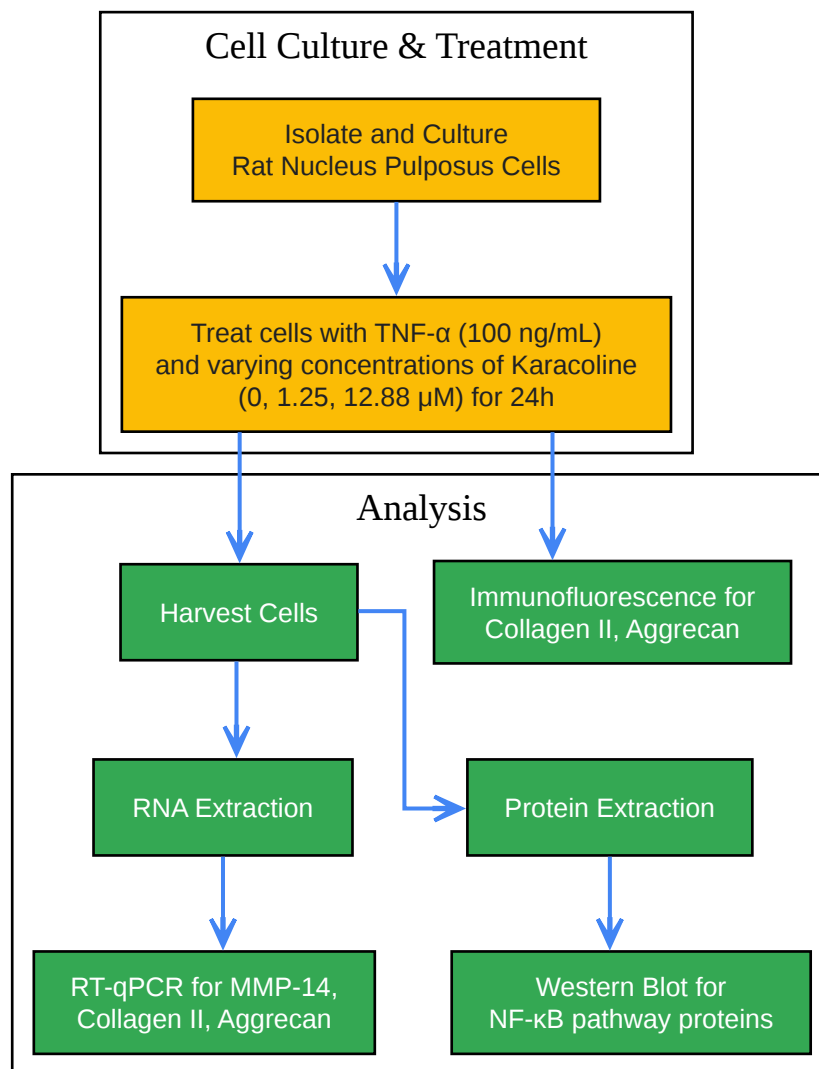 Cell Culture & Treatment
Isolate and Culture
Rat Nucleus Pulposus Cells
Treat cells with TNF-α (100 ng/mL)
and varying concentrations of Karacoline
(0, 1.25, 12.88 μM) for 24h
Analysis
Harvest Cells
Immunofluorescence for
Collagen II, Aggrecan
RNA Extraction
Protein Extraction
RT-qPCR for MMP-14,
Collagen II, Aggrecan
Western Blot for
NF-κB pathway proteins